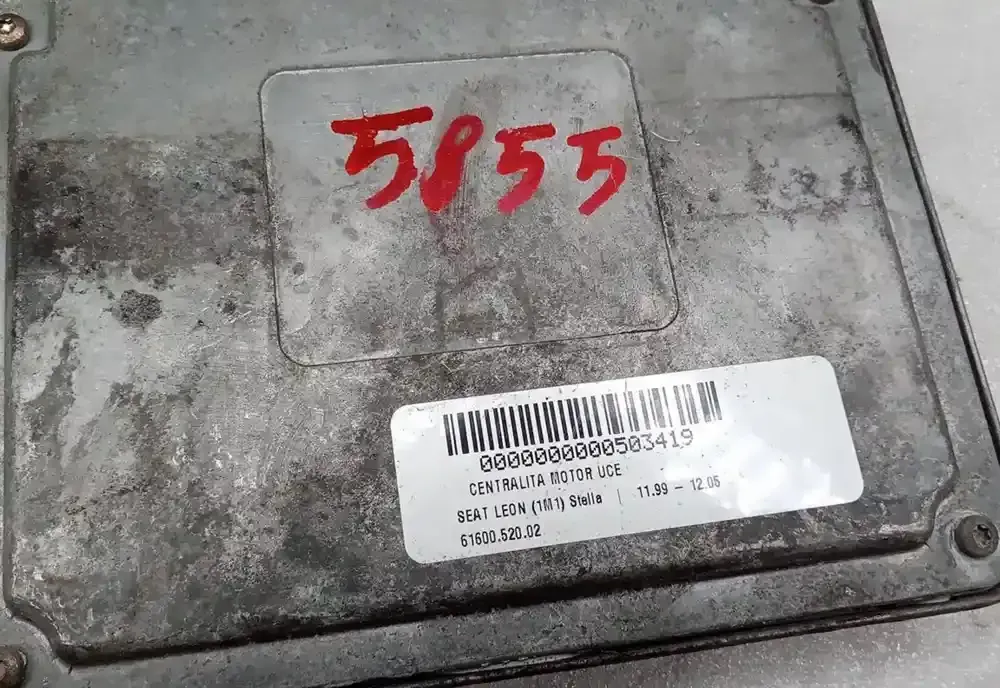 5855
0000000000503419
CENTRALITA MOTOR UCE
SEAT LEON (1M1) Stella | 11.99 - 12.05
61600.520.02